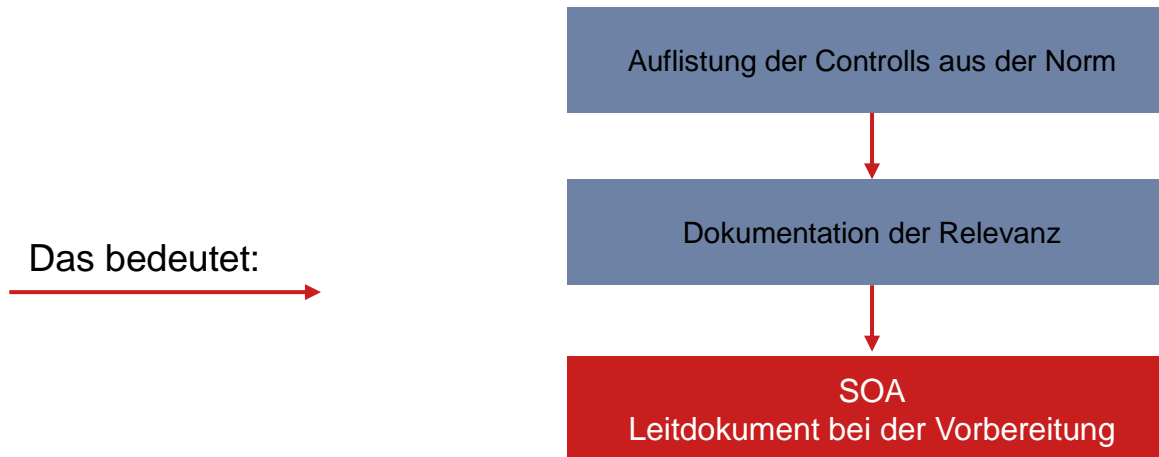 Auflistung der Controlls aus der Norm
Dokumentation der Relevanz
Das bedeutet:
SOA
Leitdokument bei der Vorbereitung